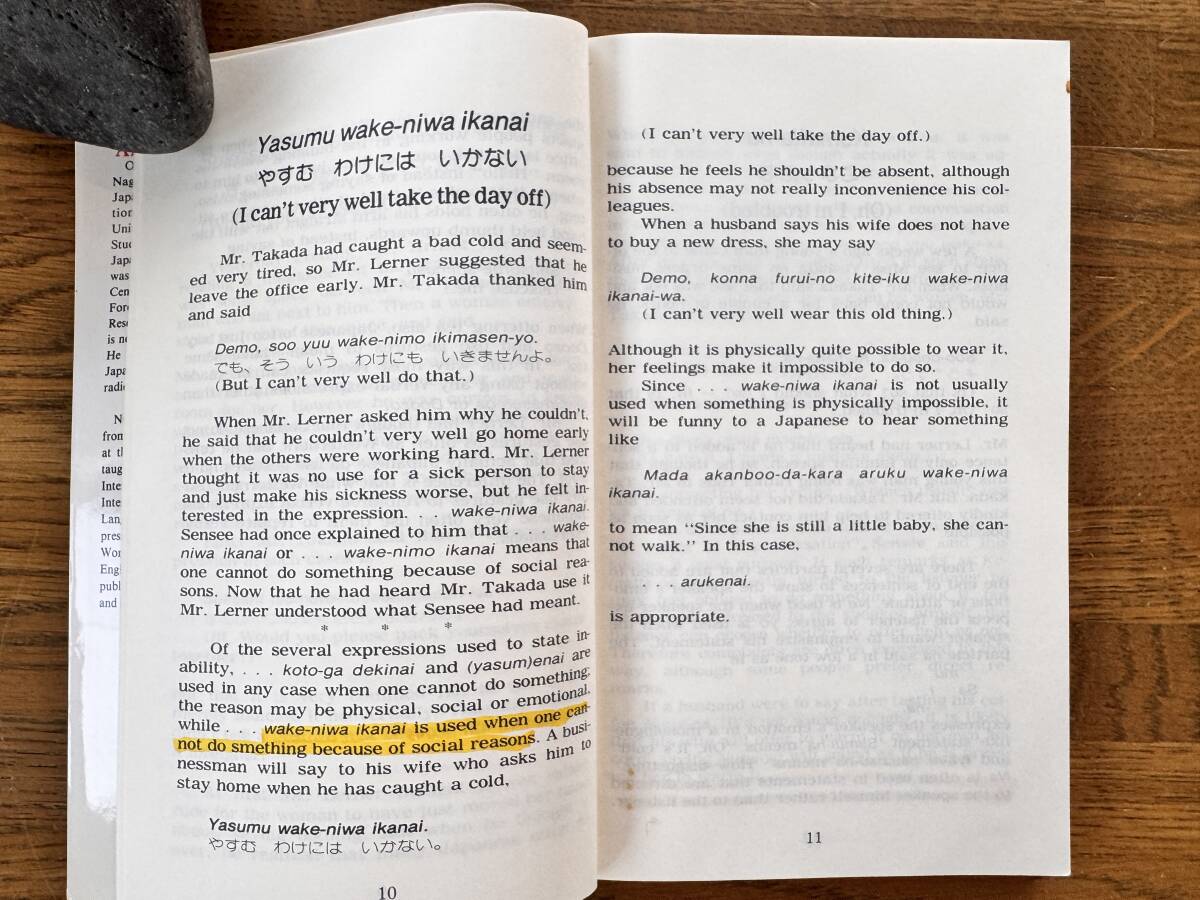 Yasumu wake-niwa ikanai
やすむ わけには いかない
(I can't very well take the day off)
Mr. Takada had caught a bad cold and seem-
ed very tired, so Mr. Lerner suggested that he
leave the office early. Mr. Takada thanked him
and said
Demo, soo yuu wake-nimo ikimasen-yo.
でも、そう いう わけにも いきませんよ。
(But I can't very well do that.)
When Mr. Lerner asked him why he couldn't,
he said that he couldn't very well go home early
when the others were working hard. Mr. Lerner
thought it was no use for a sick person to stay
and just make his sickness worse, but he felt in-
terested in the expression. . . wake-niwa ikanai.
Sensee had once explained to him that . . . wake-
niwa ikanai or . . . wake-nimo ikanai means that
one cannot do something because of social rea-
sons. Now that he had heard Mr. Takada use it
Mr. Lerner understood what Sensee had meant.
* * *
Of the several expressions used to state in-
ability, . . . koto-ga dekinai and (yasum)enai are
used in any case when one cannot do something;
the reason may be physical, social or emotional,
while . . . wake-niwa ikanai is used when one can-
not do smething because of social reasons. A busi-
nessman will say to his wife who asks him to
stay home when he has caught a cold,
Yasumu wake-niwa ikanai.
やすむ わけには いかない。
10
(I can't very well take the day off.)
because he feels he shouldn't be absent, although
his absence may not really inconvenience his col-
leagues.
When a husband says his wife does not have
to buy a new dress, she may say
Demo, konna furui-no kite-iku wake-niwa
ikanai-wa.
(I can't very well wear this old thing.)
Although it is physically quite possible to wear it,
her feelings make it impossible to do so.
Since . . . wake-niwa ikanai is not usually
used when something is physically impossible, it
will be funny to a Japanese to hear something
like
Mada akanboo-da-kara aruku wake-niwa
ikanai.
to mean "Since she is still a little baby, she can-
not walk." In this case,
. . . arukenai.
is appropriate.
11